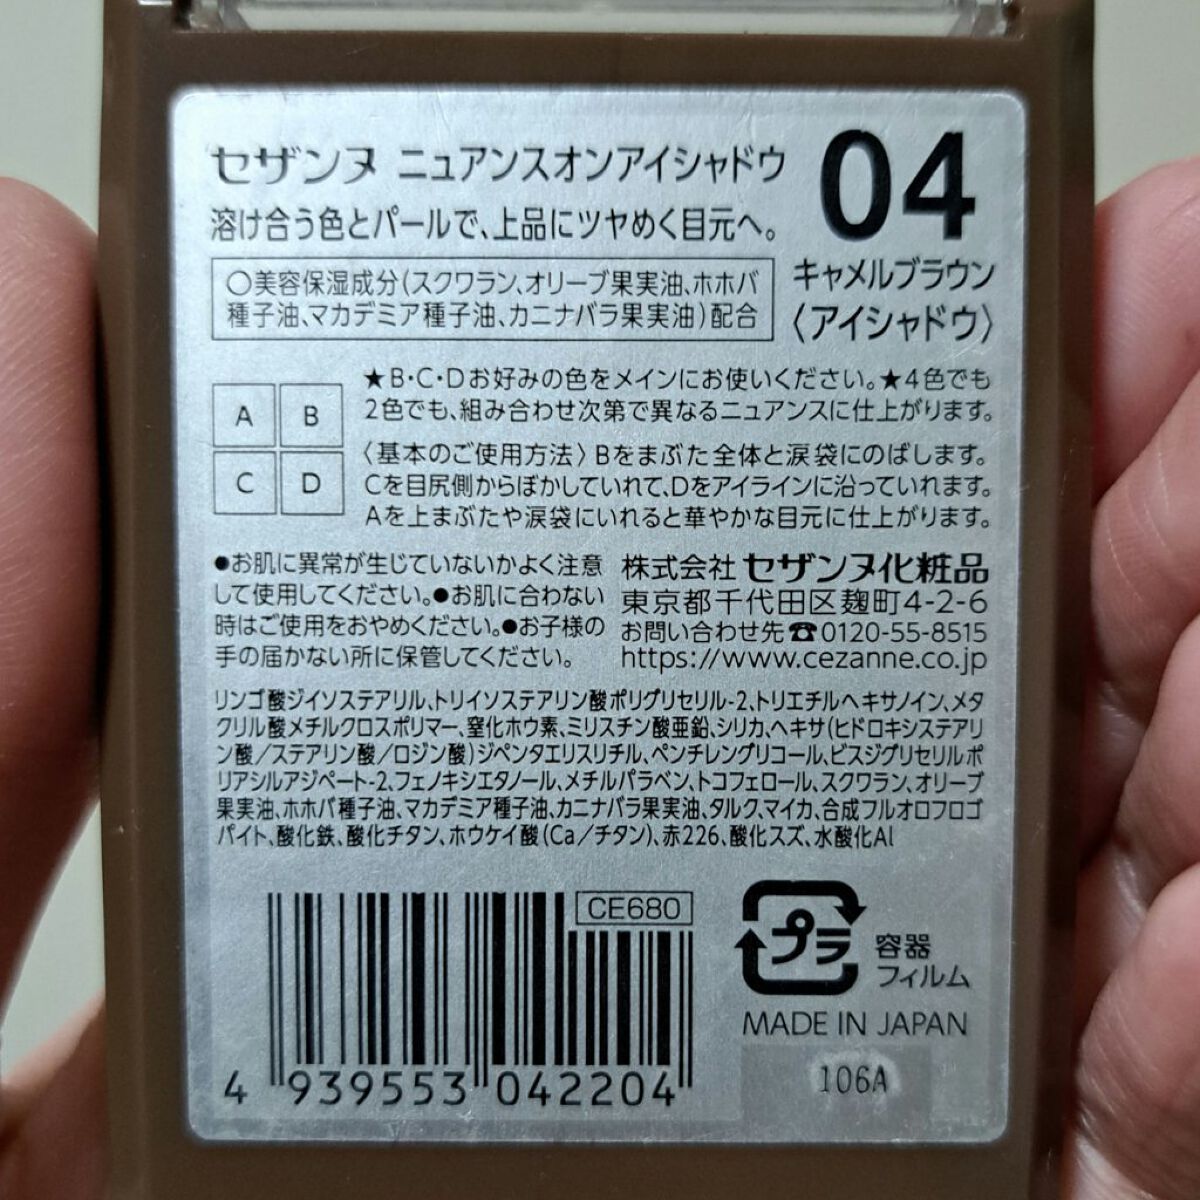 セザンヌ ニュアンスオンアイシャドウ
溶け合う色とパールで、上品にツヤめく目元へ。
04
キャメルブラウン
〈アイシャドウ〉
○美容保湿成分(スクワラン、オリーブ果実油、ホホバ
種子油、マカデミア種子油、カニナバラ果実油)配合
A B
C D
★B・C・Dお好みの色をメインにお使いください。★4色でも
2色でも、組み合わせ次第で異なるニュアンスに仕上がります。
〈基本のご使用方法〉Bをまぶた全体と涙袋にのばします。
Cを目尻側からぼかしていれて、Dをアイラインに沿っていれます。
Aを上まぶたや涙袋にいれると華やかな目元に仕上がります。
●お肌に異常が生じていないかよく注意
して使用してください。●お肌に合わない
時はご使用をおやめください。●お子様の
手の届かない所に保管してください。
株式会社 セザンヌ化粧品
東京都千代田区麹町4-2-6
お問い合わせ先☎0120-55-8515
https://www.cezanne.co.jp
リンゴ酸ジイソステアリル、トリイソステアリン酸ポリグリセリル-2、トリエチルヘキサノイン、メタ
クリル酸メチルクロスポリマー、窒化ホウ素、ミリスチン酸亜鉛、シリカ、ヘキサ(ヒドロキシステアリ
ン酸/ステアリン酸/ロジン酸)ジペンタエリスリチル、ペンチレングリコール、ビスジグリセリルポ
リアシルアジペート-2、フェノキシエタノール、メチルパラベン、トコフェロール、スクワラン、オリーブ
果実油、ホホバ種子油、マカデミア種子油、カニナバラ果実油、タルク、マイカ、合成フルオロフロゴ
パイト、酸化鉄、酸化チタン、ホウケイ酸(Ca/チタン)、赤226、酸化スズ、水酸化Al
CE680
4 939553 042204
プラ
容器
フィルム
MADE IN JAPAN
106A